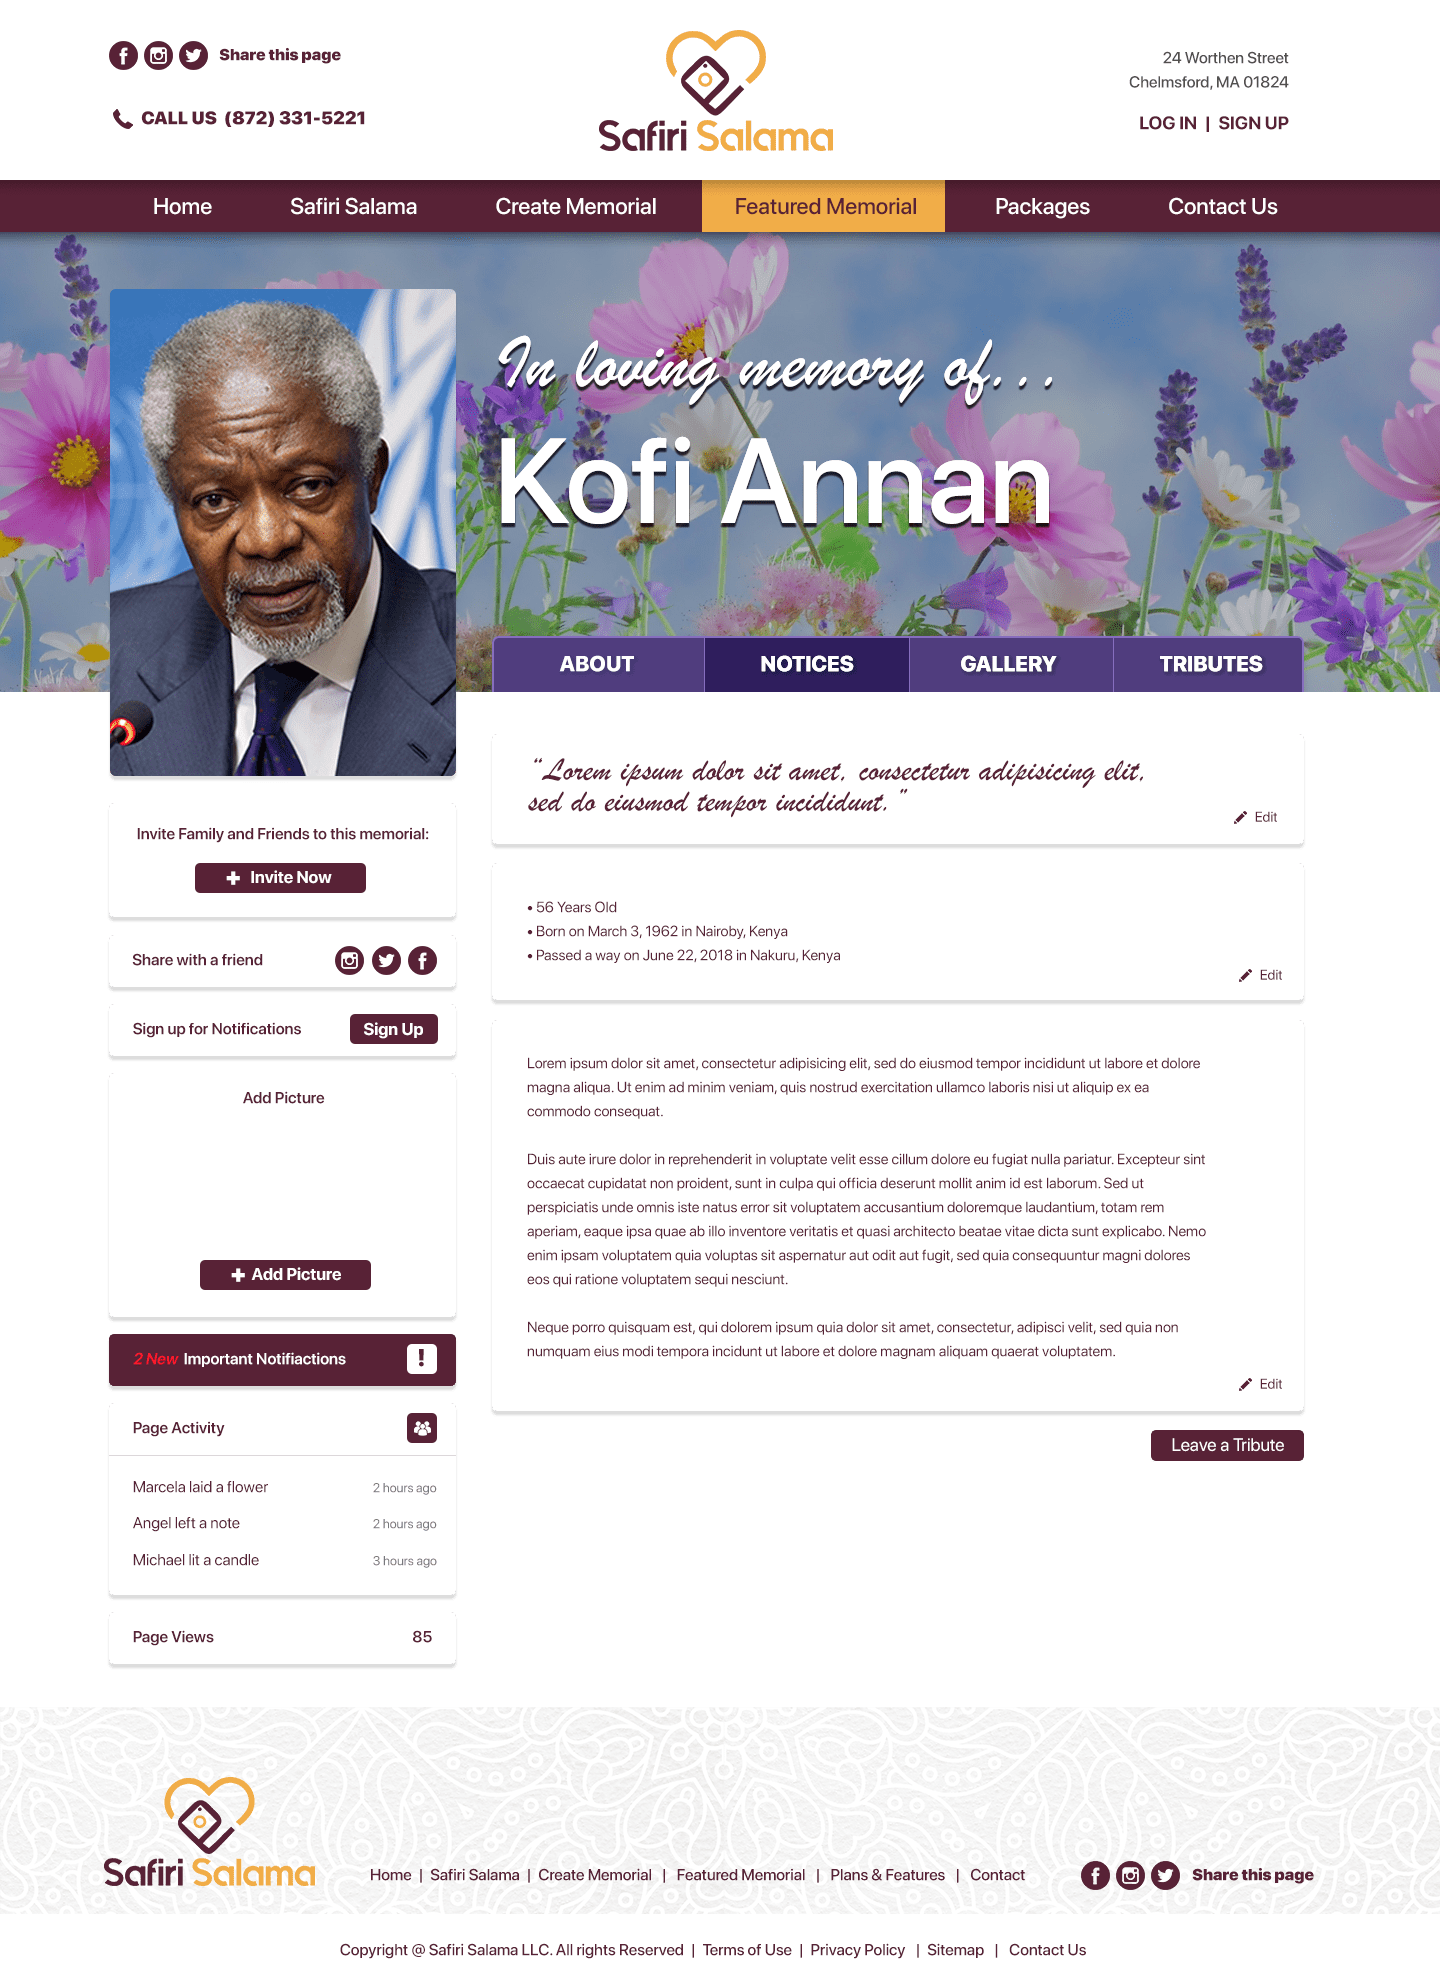 Share this page
CALL US (872) 331-5221
Safiri Salama
24 Worthen Street
Chelmsford, MA 01824
LOG IN | SIGN UP
Home Safiri Salama Create Memorial Featured Memorial Packages Contact Us
In loving memory of...
Kofi Annan
ABOUT NOTICES GALLERY TRIBUTES
Invite Family and Friends to this memorial:
Invite Now
Share with a friend
Sign up for Notifications Sign Up
Add Picture
Add Picture
2 New Important Notifiactions !
Page Activity
Marcela laid a flower 2 hours ago
Angel left a note 2 hours ago
Michael lit a candle 3 hours ago
Page Views 85
“Lorem ipsum dolor sit amet, consectetur adipisicing elit,
sed do eiusmod tempor incididunt.”
Edit
• 56 Years Old
• Born on March 3, 1962 in Nairoby, Kenya
• Passed a way on June 22, 2018 in Nakuru, Kenya
Edit
Lorem ipsum dolor sit amet, consectetur adipisicing elit, sed do eiusmod tempor incididunt ut labore et dolore
magna aliqua. Ut enim ad minim veniam, quis nostrud exercitation ullamco laboris nisi ut aliquip ex ea
commodo consequat.
Duis aute irure dolor in reprehenderit in voluptate velit esse cillum dolore eu fugiat nulla pariatur. Excepteur sint
occaecat cupidatat non proident, sunt in culpa qui officia deserunt mollit anim id est laborum. Sed ut
perspiciatis unde omnis iste natus error sit voluptatem accusantium doloremque laudantium, totam rem
aperiam, eaque ipsa quae ab illo inventore veritatis et quasi architecto beatae vitae dicta sunt explicabo. Nemo
enim ipsam voluptatem quia voluptas sit aspernatur aut odit aut fugit, sed quia consequuntur magni dolores
eos qui ratione voluptatem sequi nesciunt.
Neque porro quisquam est, qui dolorem ipsum quia dolor sit amet, consectetur, adipisci velit, sed quia non
numquam eius modi tempora incidunt ut labore et dolore magnam aliquam quaerat voluptatem.
Edit
Leave a Tribute
Safiri Salama
Home | Safiri Salama | Create Memorial | Featured Memorial | Plans & Features | Contact
Share this page
Copyright @ Safiri Salama LLC. All rights Reserved | Terms of Use | Privacy Policy | Sitemap | Contact Us